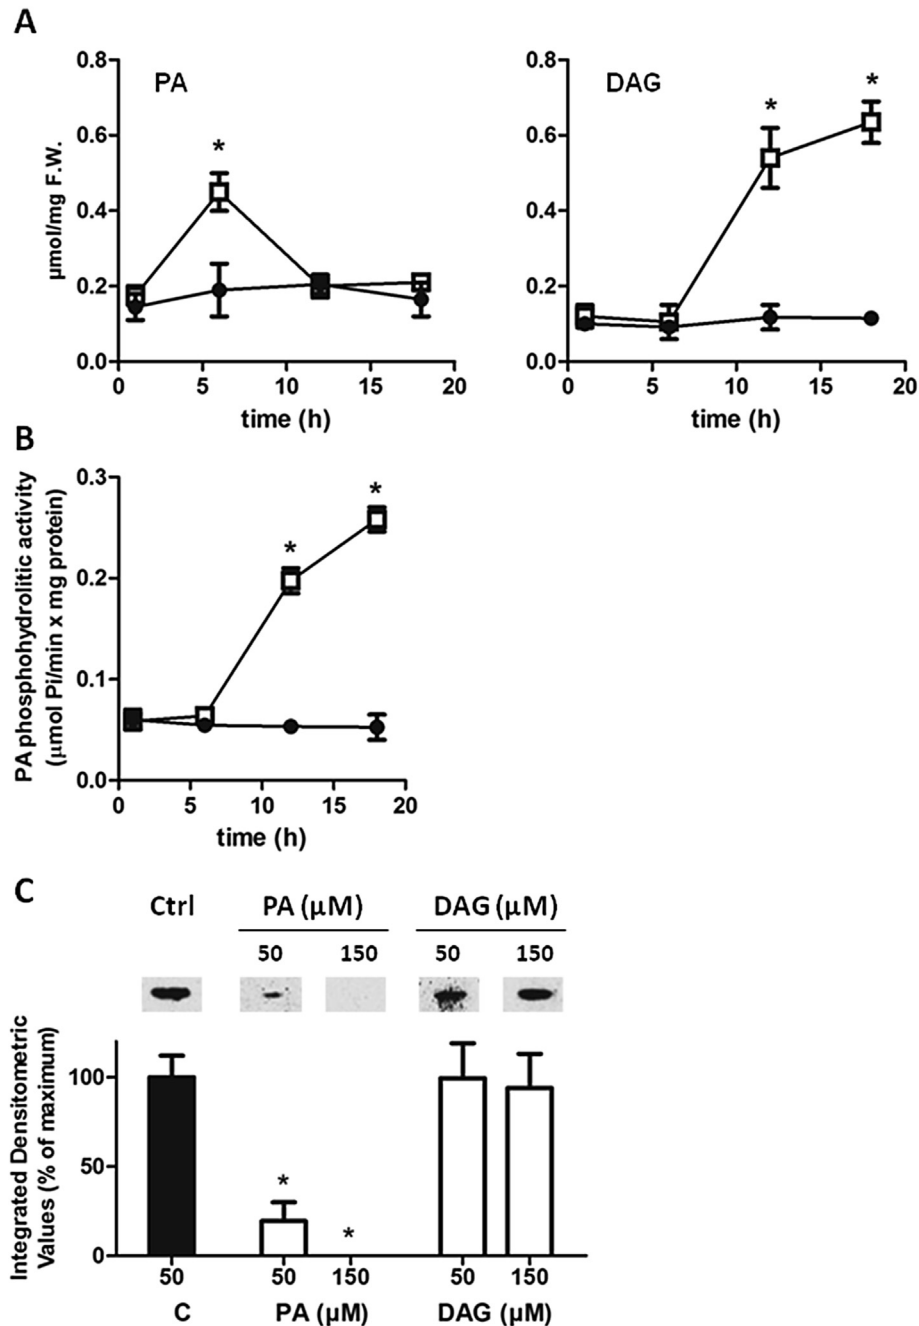 A
PA
DAG
*
*
*
0.8
0.6
0.4
0.2
0.0
µmol/mg F.W.
0 5 10 15 20
time (h)
0.8
0.6
0.4
0.2
0.0
0 5 10 15 20
time (h)
B
0.3
0.2
0.1
0.0
PA phosphohydrolitic activity
(µmol Pi/min x mg protein)
*
*
0 5 10 15 20
time (h)
C
Ctrl PA (µM) DAG (µM)
50 150 50 150
Integrated Densitometric
Values (% of maximum)
100
50
0
*
*
50 50 150 50 150
C PA (µM) DAG (µM)